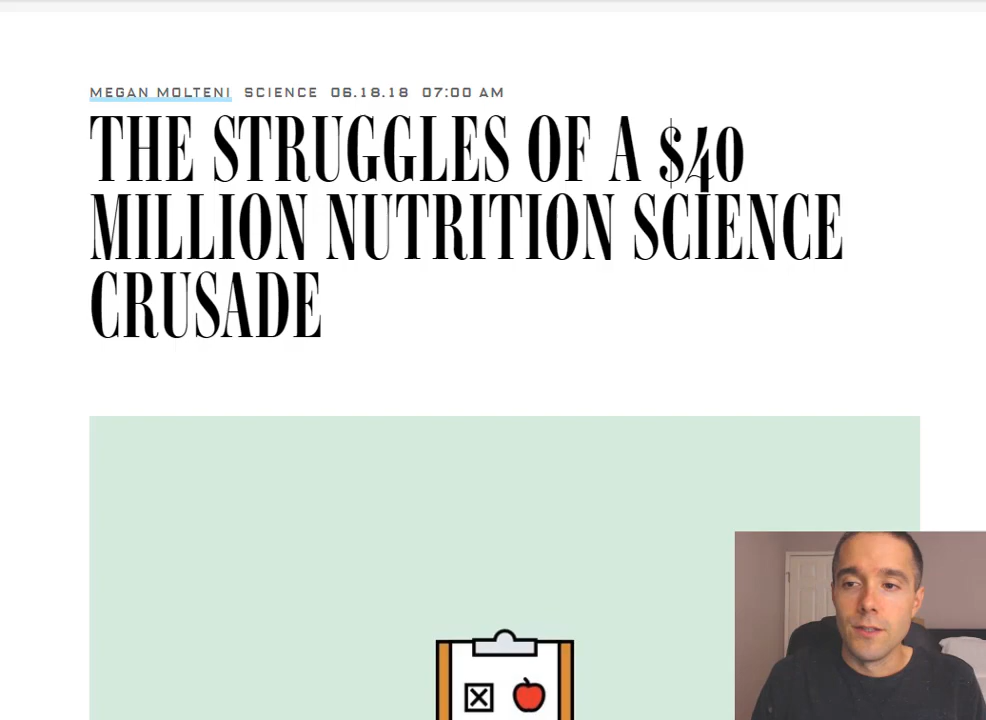 MEGAN MOLTENI SCIENCE 06.18.18 07:00 AM
THE STRUGGLES OF A $40
MILLION NUTRITION SCIENCE
CRUSADE